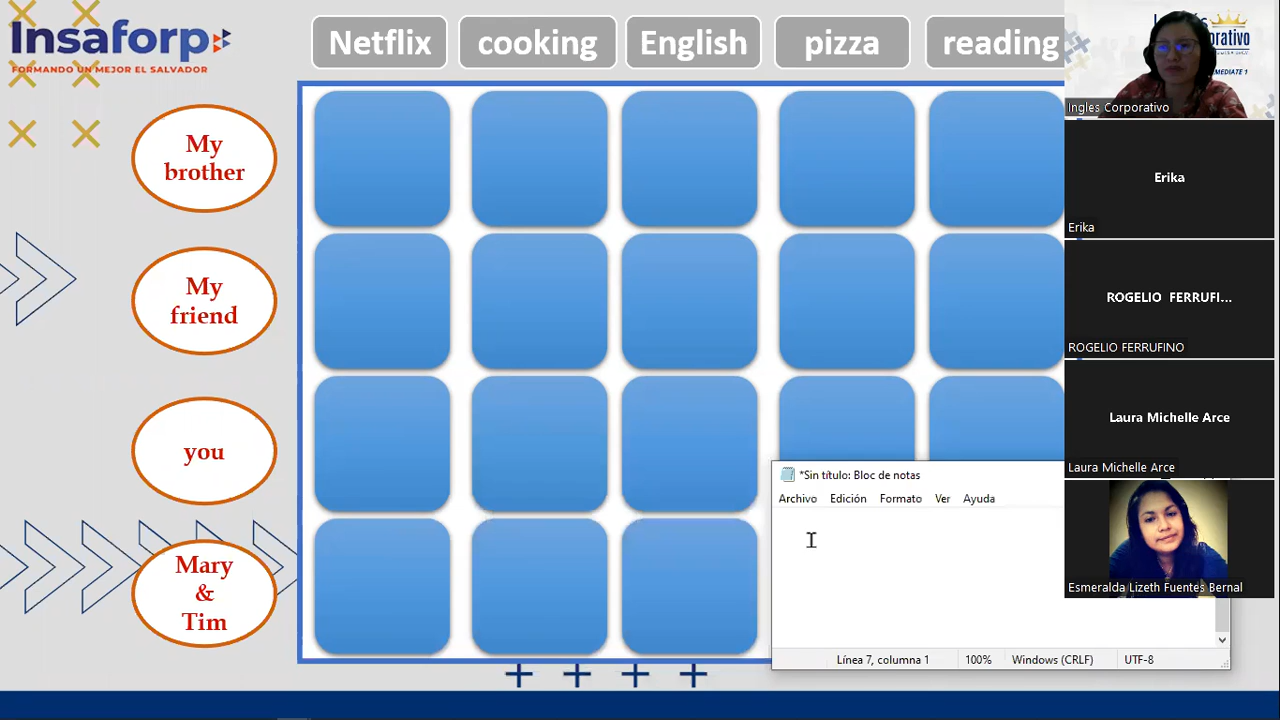 Insaforp
FORMANDO UN MEJOR EL SALVADOR
Netflix
cooking
English
pizza
reading
My
brother
My
friend
you
Mary
&
Tim
*Sin título: Bloc de notas
Archivo
Edición
Formato
Ver
Ayuda
Línea 7, columna 1
100%
Windows (CRLF)
UTF-8
Ingles Corporativo
Erika
Erika
ROGELIO FERRUFI...
ROGELIO FERRUFINO
Laura Michelle Arce
Laura Michelle Arce
Esmeralda Lizeth Fuentes Bernal